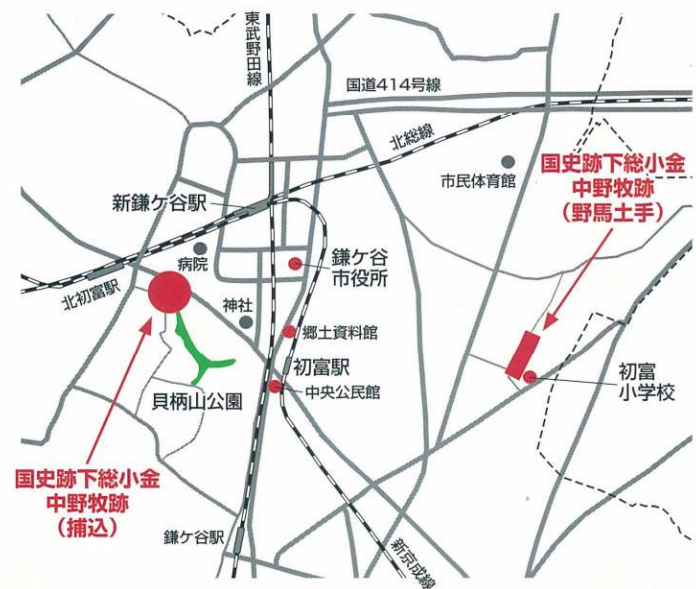 東武野田線
国道414号線
北総線
市民体育館
国史跡下総小金
中野牧跡
(野馬土手)
新鎌ケ谷駅
病院
鎌ケ谷
市役所
北初富駅
神社
郷土資料館
初富駅
中央公民館
初富
小学校
貝柄山公園
国史跡下総小金
中野牧跡
(捕込)
鎌ケ谷駅
新京成線